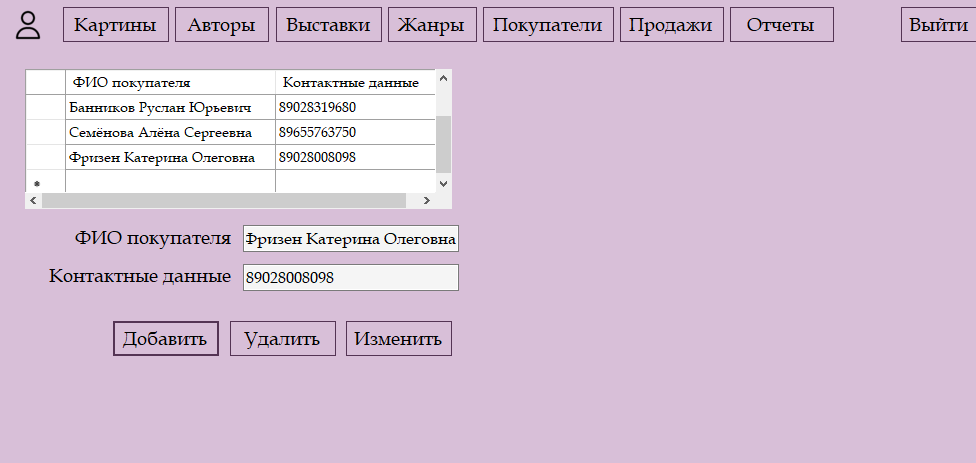 Картины Авторы Выставки Жанры Покупатели Продажи Отчеты Выйти
ФИО покупателя Контактные данные
Банников Руслан Юрьевич 89028319680
Семёнова Алёна Сергеевна 89655763750
Фризен Катерина Олеговна 89028008098
*
ФИО покупателя Фризен Катерина Олеговна
Контактные данные 89028008098
Добавить Удалить Изменить